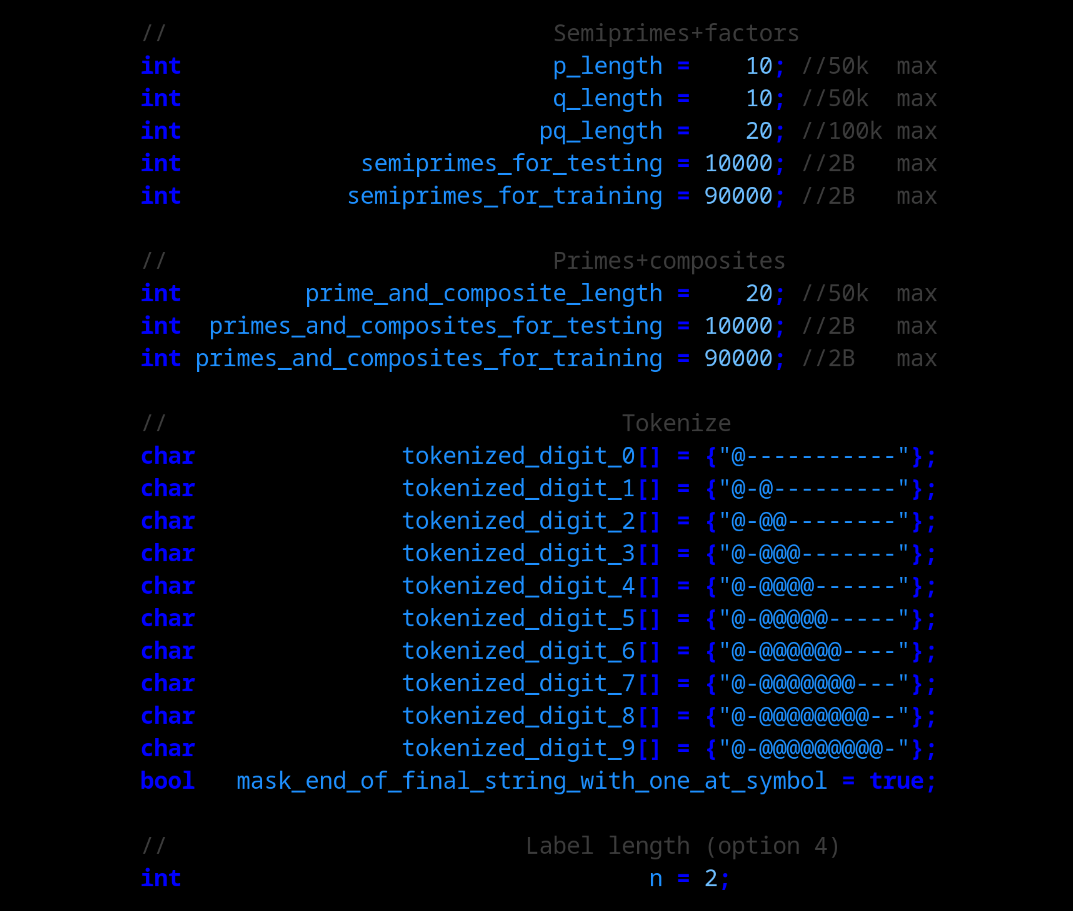 // Semiprimes+factors
int p_length = 10; //50k max
int q_length = 10; //50k max
int pq_length = 20; //100k max
int semiprimes_for_testing = 10000; //2B max
int semiprimes_for_training = 90000; //2B max
// Primes+composites
int prime_and_composite_length = 20; //50k max
int primes_and_composites_for_testing = 10000; //2B max
int primes_and_composites_for_training = 90000; //2B max
// Tokenize
char tokenized_digit_0[] = {"@-----------"};
char tokenized_digit_1[] = {"@-@---------"};
char tokenized_digit_2[] = {"@-@@--------"};
char tokenized_digit_3[] = {"@-@@@-------"};
char tokenized_digit_4[] = {"@-@@@@------"};
char tokenized_digit_5[] = {"@-@@@@@-----"};
char tokenized_digit_6[] = {"@-@@@@@@----"};
char tokenized_digit_7[] = {"@-@@@@@@@---"};
char tokenized_digit_8[] = {"@-@@@@@@@@--"};
char tokenized_digit_9[] = {"@-@@@@@@@@@-"};
bool mask_end_of_final_string_with_one_at_symbol = true;
// Label length (option 4)
int n = 2;